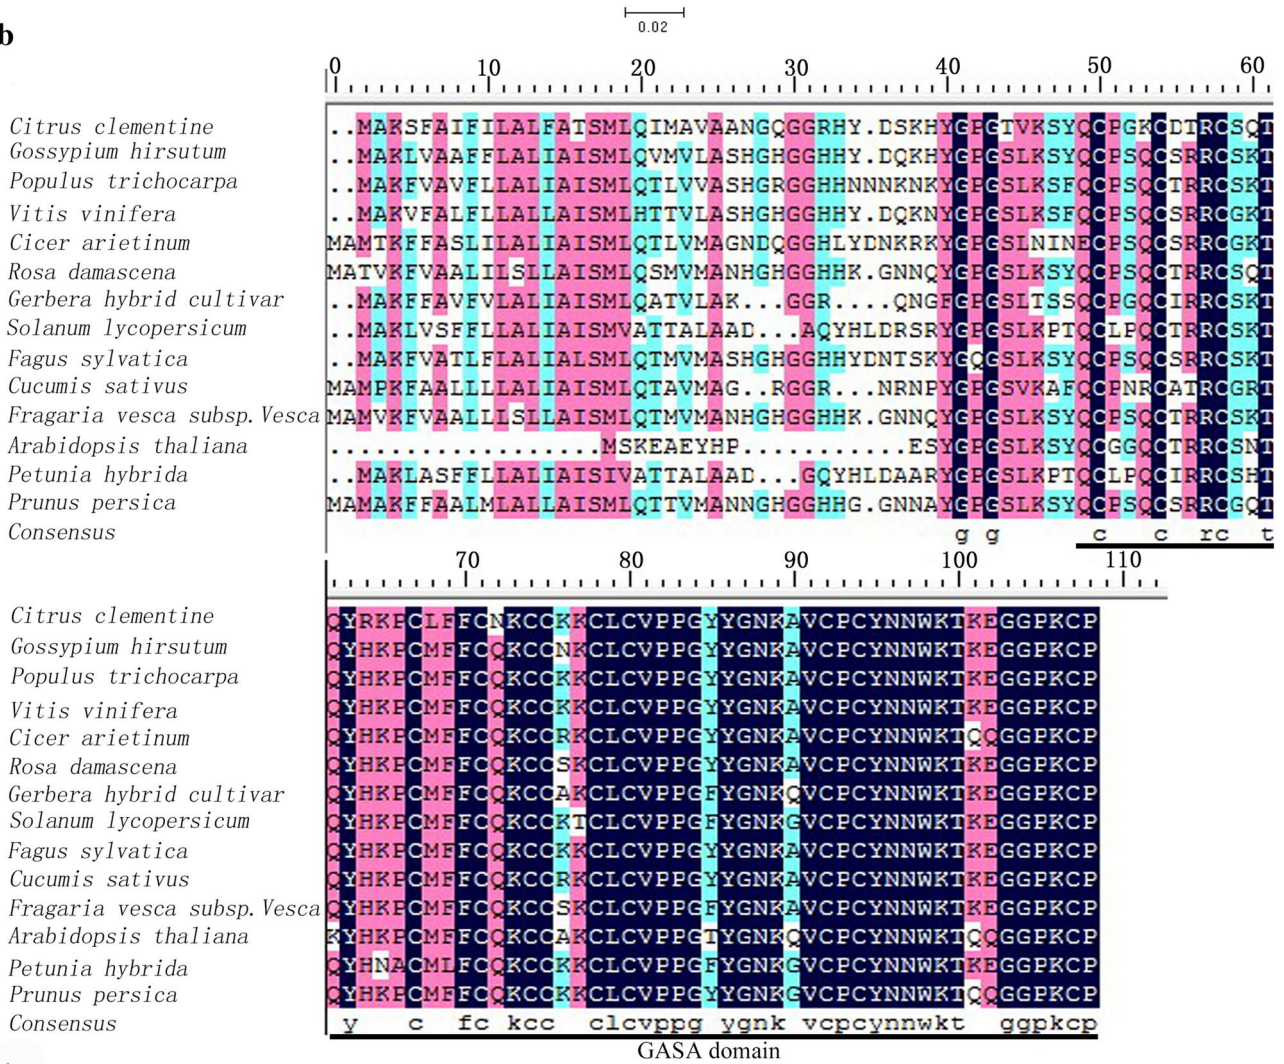 b
0.02
0 10 20 30 40 50 60
Citrus clementine ..MAKSFAIFILALFATSMLQIMAVAANGQGGRHY.DSKHYGPGTVKSYQCPGKCDTRCSQT
Gossypium hirsutum ..MAKLVAAFFLALIAISMLQVMVLASHGHGGHHY.DQKHYGPGSLKSYQCPSQCSRRCSKT
Populus trichocarpa ..MAKFVAVFLLALIAISMLQTLVVASHGRGGHHNNNKNKYGPGSLKSFQCPSQCTRRCSKT
Vitis vinifera ..MAKVFALFLLALIAISMLHTTVLASHGHGGHHY.DQKNYGPGSLKSFQCPSQCSRRCGKT
Cicer arietinum MAMTKFFASLILALIAISMLQTLVMAGNDQGGHLYDNKRKYGPGSLNINECPSQCSRRCGKT
Rosa damascena MATVKFVAALILSLLAISMLQSMVMANHGHGGHHK.GNNQYGPGSLKSYQCPSQCTRRCSQT
Gerbera hybrid cultivar ..MAKFFAVFVLALIAISMLQATVLAK...GGR....QNGFGPGSLTSSQCPGQCIRRCSKT
Solanum lycopersicum ..MAKLVSFFLLALIAISMVATTALAAD...AQYHLDRSRYGPGSLKPTQCLPQCTRRCSKT
Fagus sylvatica ..MAKFVATLFLALIAISMLQTMVMASHGHGGHHYDNTSKYGQGSLKSYQCPSQCSRRCSKT
Cucumis sativus MAMPKFAALLLLALIAISMLQTAVMAG..RGGR...NRNPYGPGSVKAFQCPNRCATRCGRT
Fragaria vesca subsp. Vesca MAMVKFVAALLLSLLAISMLQTMVMANHGHGGHHK.GNNQYGPGSLKSYQCPSQCTRRCSKT
Arabidopsis thaliana ..................MSKEAEYHP...........ESYGPGSLKSYQCGGQCTRRCSNT
Petunia hybrida ..MAKLASFFLLALIAISIVATTALAAD...GQYHLDAARYGPGSLKPTQCLPQCIRRCSHT
Prunus persica MAMAKFFAALMLALLAISMLQTTVMANNGHGGHHG.GNNAYGPGSLKSYQCPSQCTRRCGQT
Consensus g g c c rc t
70 80 90 100 110
Citrus clementine QYRKPCLFFCNKCCKKCLCVPPGYYGNKAVCPCYNNWKTKEGGPKCP
Gossypium hirsutum QYHKPCMFFCQKCCNKCLCVPPGYYGNKAVCPCYNNWKTKEGGPKCP
Populus trichocarpa QYHKPCMFFCQKCCKKCLCVPPGYYGNKAVCPCYNNWKTKEGGPKCP
Vitis vinifera QYHKPCMFFCQKCCKKCLCVPPGYYGNKAVCPCYNNWKTKEGGPKCP
Cicer arietinum QYHKPCMFFCQKCCRKCLCVPPGYYGNKAVCPCYNNWKTQQGGPKCP
Rosa damascena QYHKPCMFFCQKCCSKCLCVPPGYYGNKAVCPCYNNWKTKEGGPKCP
Gerbera hybrid cultivar QYHKPCMFFCQKCCAKCLCVPPGFYGNKQVCPCYNNWKTKEGGPKCP
Solanum lycopersicum QYHKPCMFFCQKCCKTCLCVPPGFYGNKGVCPCYNNWKTKEGGPKCP
Fagus sylvatica QYHKPCMFFCQKCCKKCLCVPPGYYGNKAVCPCYNNWKTKEGGPKCP
Cucumis sativus QYHKPCMFFCQKCCRKCLCVPPGYYGNKAVCPCYNNWKTKEGGPKCP
Fragaria vesca subsp. Vesca QYHKPCMFFCQKCCSKCLCVPPGFYGNKAVCPCYNNWKTKEGGPKCP
Arabidopsis thaliana KYHKPCMFFCQKCCAKCLCVPPGTYGNKQVCPCYNNWKTQQGGPKCP
Petunia hybrida QYHNACMLFCQKCCKKCLCVPPGFYGNKGVCPCYNNWKTKEGGPKCP
Prunus persica QYHKPCMFFCQKCCKKCLCVPPGYYGNKGVCPCYNNWKTQQGGPKCP
Consensus y c fc kcc clcvppg ygnk vcpcynnwkt ggpkcp
GASA domain